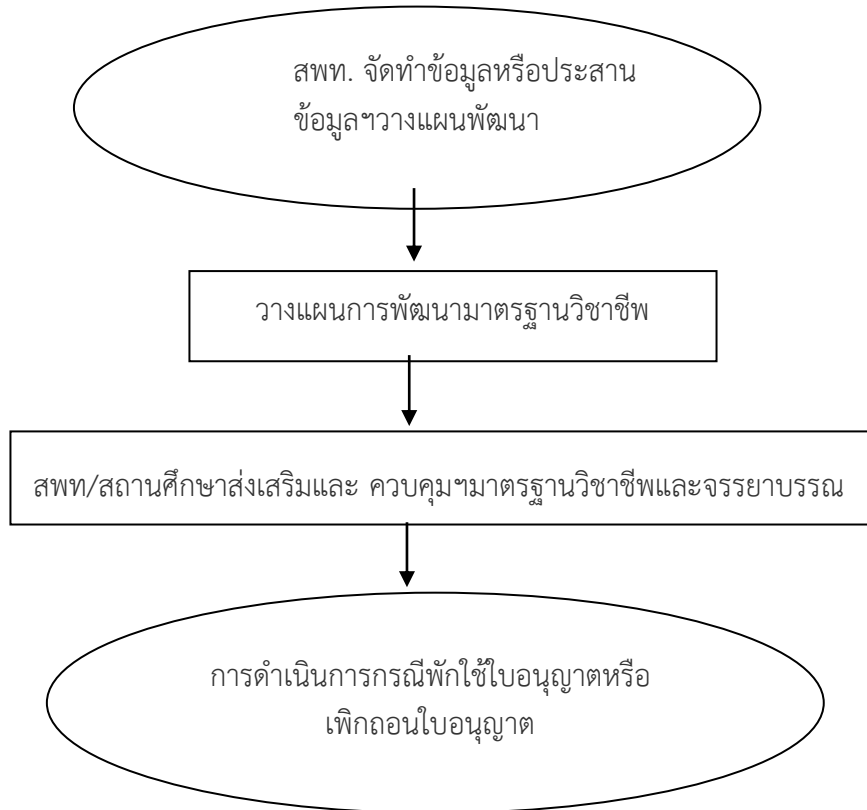 สพท. จัดทำข้อมูลหรือประสาน
ข้อมูลฯวางแผนพัฒนา
วางแผนการพัฒนามาตรฐานวิชาชีพ
สพท/สถานศึกษาส่งเสริมและ ควบคุมฯมาตรฐานวิชาชีพและจรรยาบรรณ
การดำเนินการกรณีพักใช้ใบอนุญาตหรือ
เพิกถอนใบอนุญาต